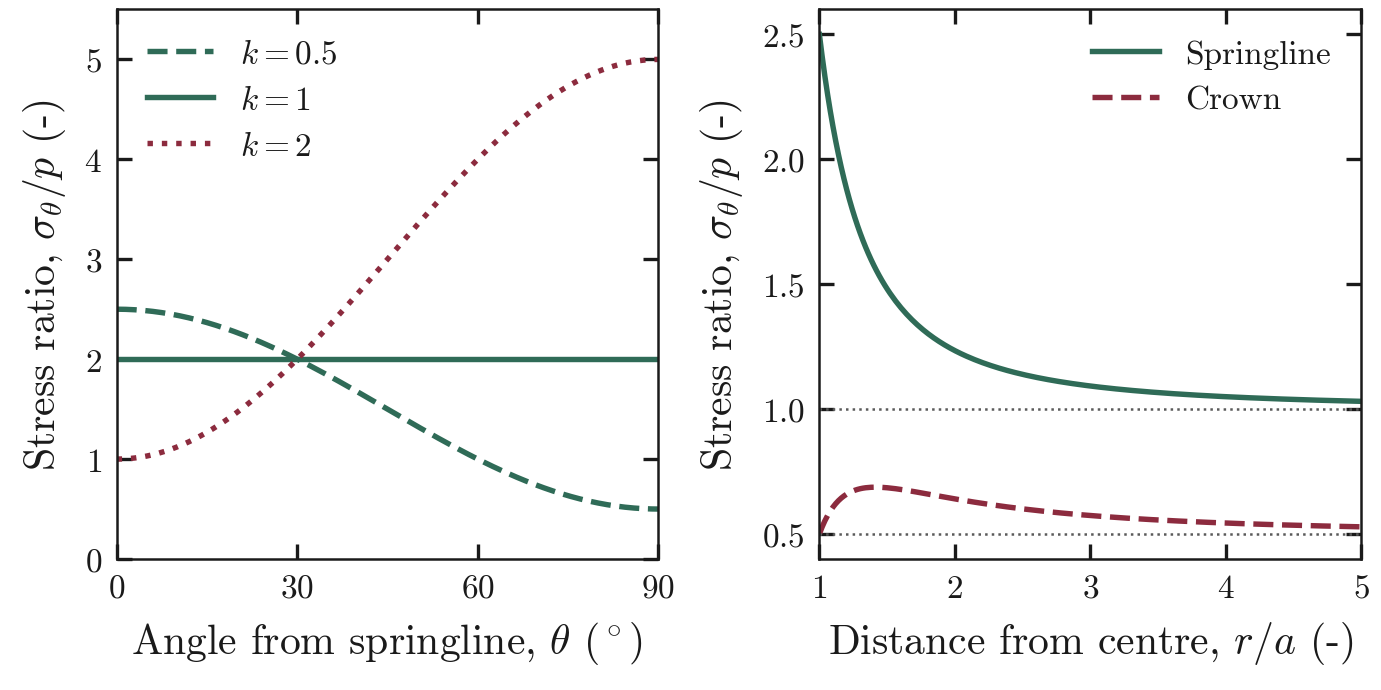 Stress ratio, σ_θ/p (-)
5
4
3
2
1
0
k = 0.5
k = 1
k = 2
0 30 60 90
Angle from springline, θ (°)
Stress ratio, σ_θ/p (-)
2.5
2.0
1.5
1.0
0.5
Springline
Crown
1 2 3 4 5
Distance from centre, r/a (-)